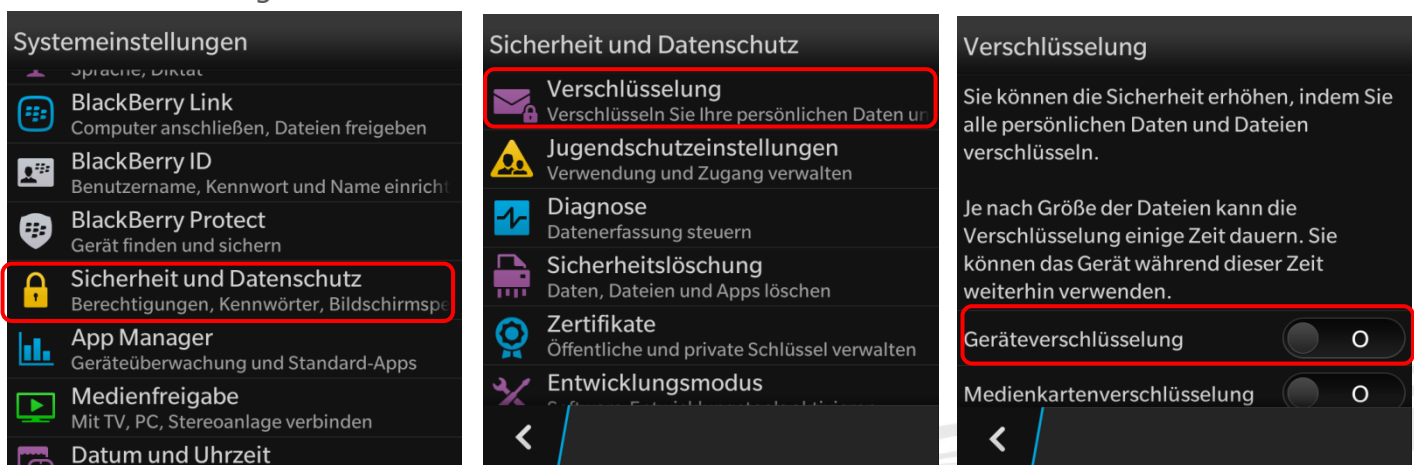 Systemeinstellungen
Sprache, Diktat
BlackBerry Link
Computer anschließen, Dateien freigeben
BlackBerry ID
Benutzername, Kennwort und Name einricht
BlackBerry Protect
Gerät finden und sichern
Sicherheit und Datenschutz
Berechtigungen, Kennwörter, Bildschirmspe
App Manager
Geräteüberwachung und Standard-Apps
Medienfreigabe
Mit TV, PC, Stereoanlage verbinden
Datum und Uhrzeit
Sicherheit und Datenschutz
Verschlüsselung
Verschlüsseln Sie Ihre persönlichen Daten un
Jugendschutzeinstellungen
Verwendung und Zugang verwalten
Diagnose
Datenerfassung steuern
Sicherheitslöschung
Daten, Dateien und Apps löschen
Zertifikate
Öffentliche und private Schlüssel verwalten
Entwicklungsmodus
Verschlüsselung
Sie können die Sicherheit erhöhen, indem Sie
alle persönlichen Daten und Dateien
verschlüsseln.
Je nach Größe der Dateien kann die
Verschlüsselung einige Zeit dauern. Sie
können das Gerät während dieser Zeit
weiterhin verwenden.
Geräteverschlüsselung O
Medienkartenverschlüsselung O